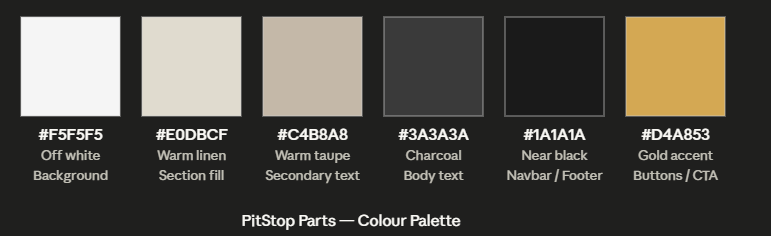 #F5F5F5 #E0DBCF #C4B8A8 #3A3A3A #1A1A1A #D4A853
Off white Warm linen Warm taupe Charcoal Near black Gold accent
Background Section fill Secondary text Body text Navbar / Footer Buttons / CTA
PitStop Parts — Colour Palette